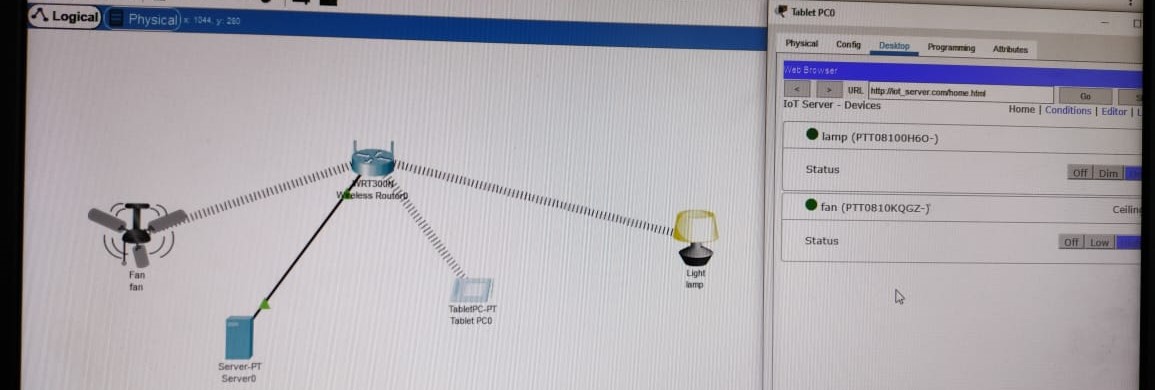 Logical Physical x: 1044, y: 280
Tablet PC0
Physical Config Desktop Programming Attributes
Web Browser
< > URL http://iot_server.com/home.html Go
IoT Server - Devices Home | Conditions | Editor |
lamp (PTT08100H6O-)
Status Off Dim
fan (PTT0810KQGZ-) Ceilin
Status Off Low
WRT300N
Wireless Router0
Fan
fan
Light
lamp
TabletPC-PT
Tablet PC0
Server-PT
Server0